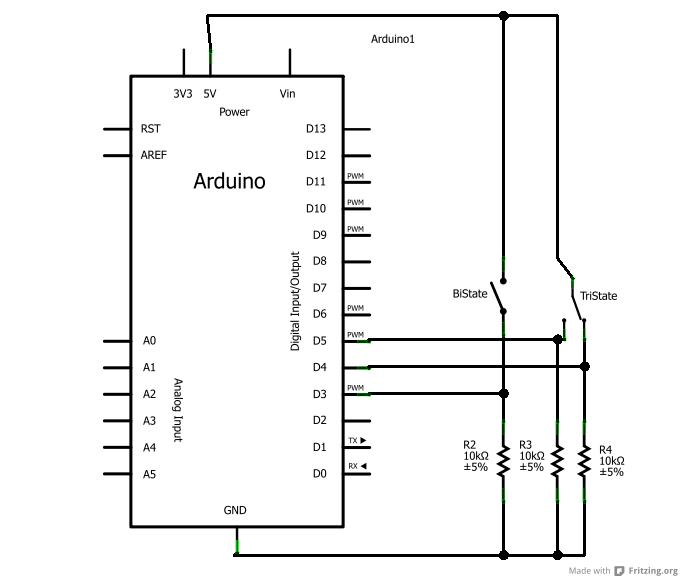 Arduino1
3V3
5V
Vin
Power
RST
AREF
Arduino
D13
D12
D11
PWM
D10
PWM
D9
PWM
D8
D7
D6
PWM
D5
PWM
D4
D3
PWM
D2
D1
TX
D0
RX
Digital Input/Output
A0
A1
A2
A3
A4
A5
Analog Input
GND
BiState
TriState
R2
10kΩ
±5%
R3
10kΩ
±5%
R4
10kΩ
±5%
Made with Fritzing.org